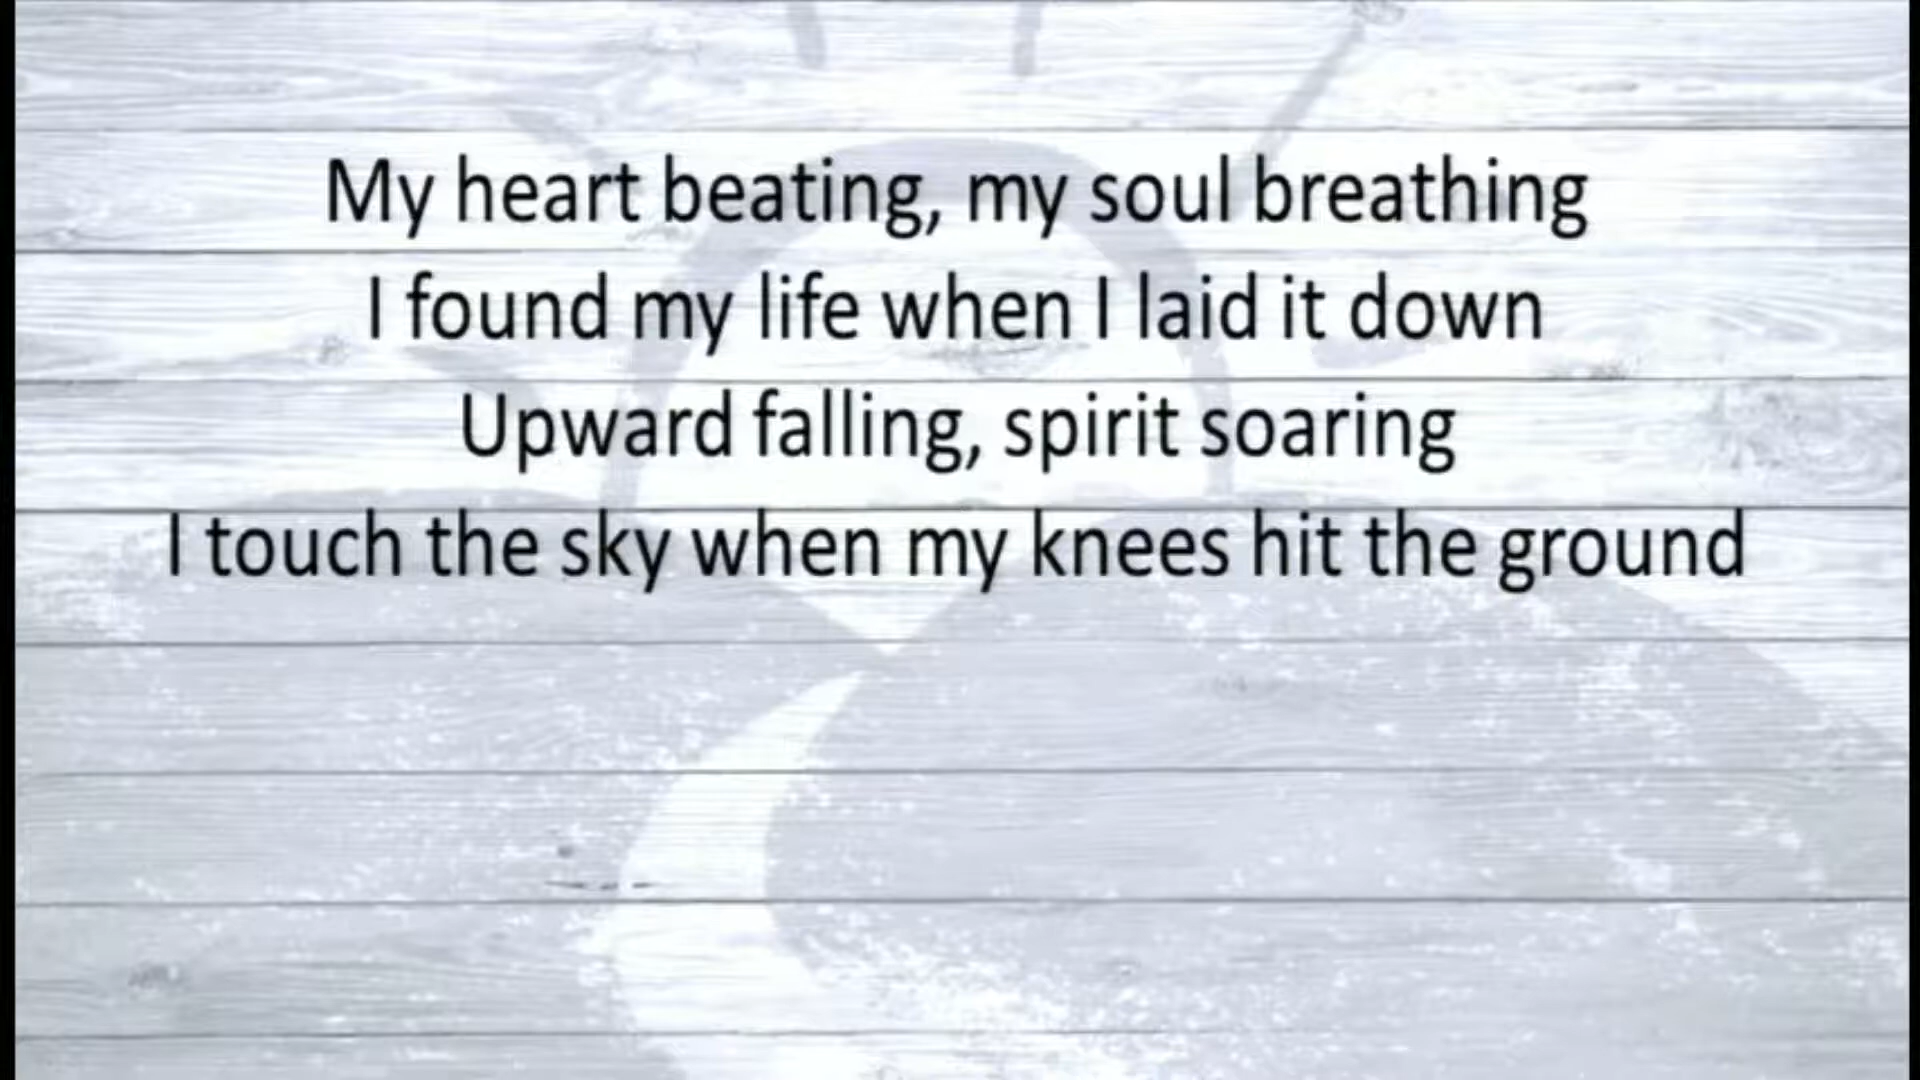 My heart beating, my soul breathing
I found my life when I laid it down
Upward falling, spirit soaring
I touch the sky when my knees hit the ground